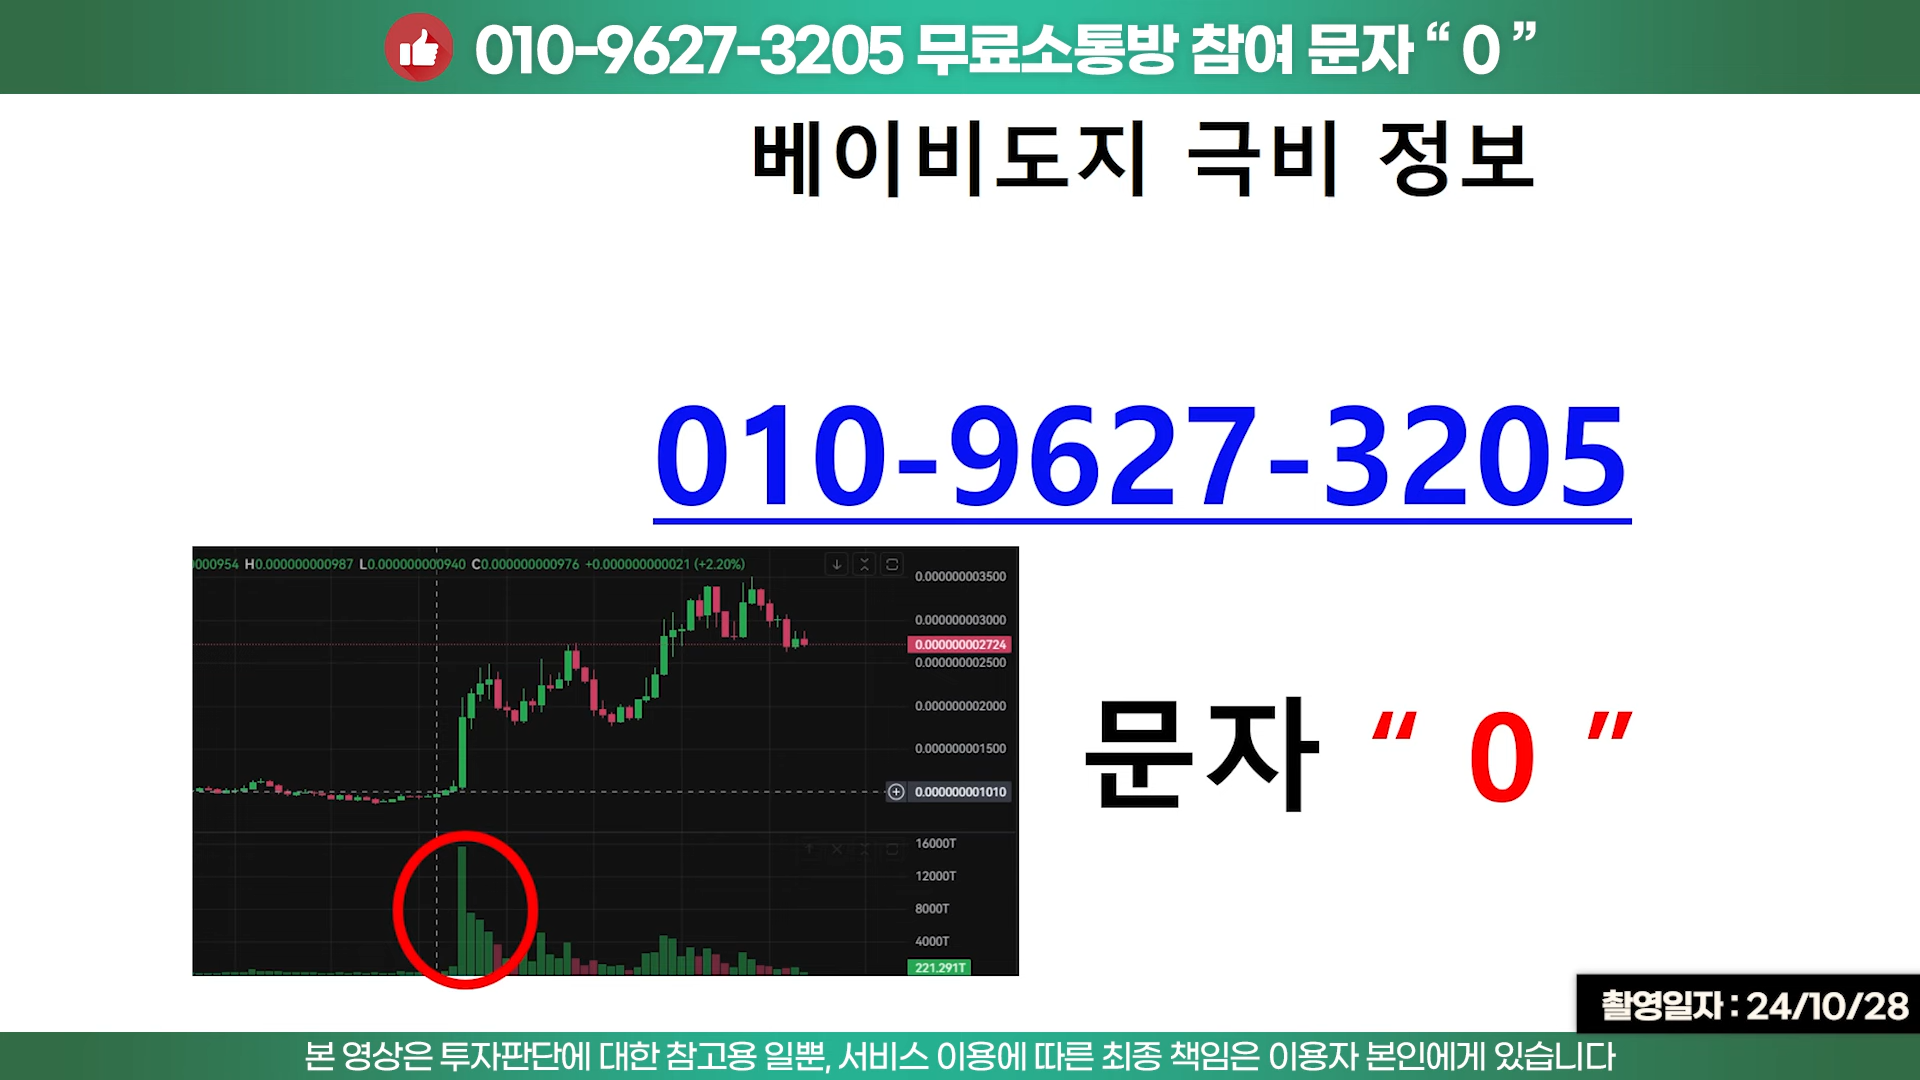 010-9627-3205 무료소통방 참여 문자 “ 0 ”
베이비도지 극비 정보
010-9627-3205
0000954 H0.000000000987 L0.000000000940 C0.000000000976 +0.000000000021 (+2.20%)
0.000000003500
0.000000003000
0.000000002724
0.000000002500
0.000000002000
0.000000001500
0.000000001010
16000T
12000T
8000T
4000T
221.291T
문자 “ 0 ”
촬영일자 : 24/10/28
본 영상은 투자판단에 대한 참고용 일뿐, 서비스 이용에 따른 최종 책임은 이용자 본인에게 있습니다